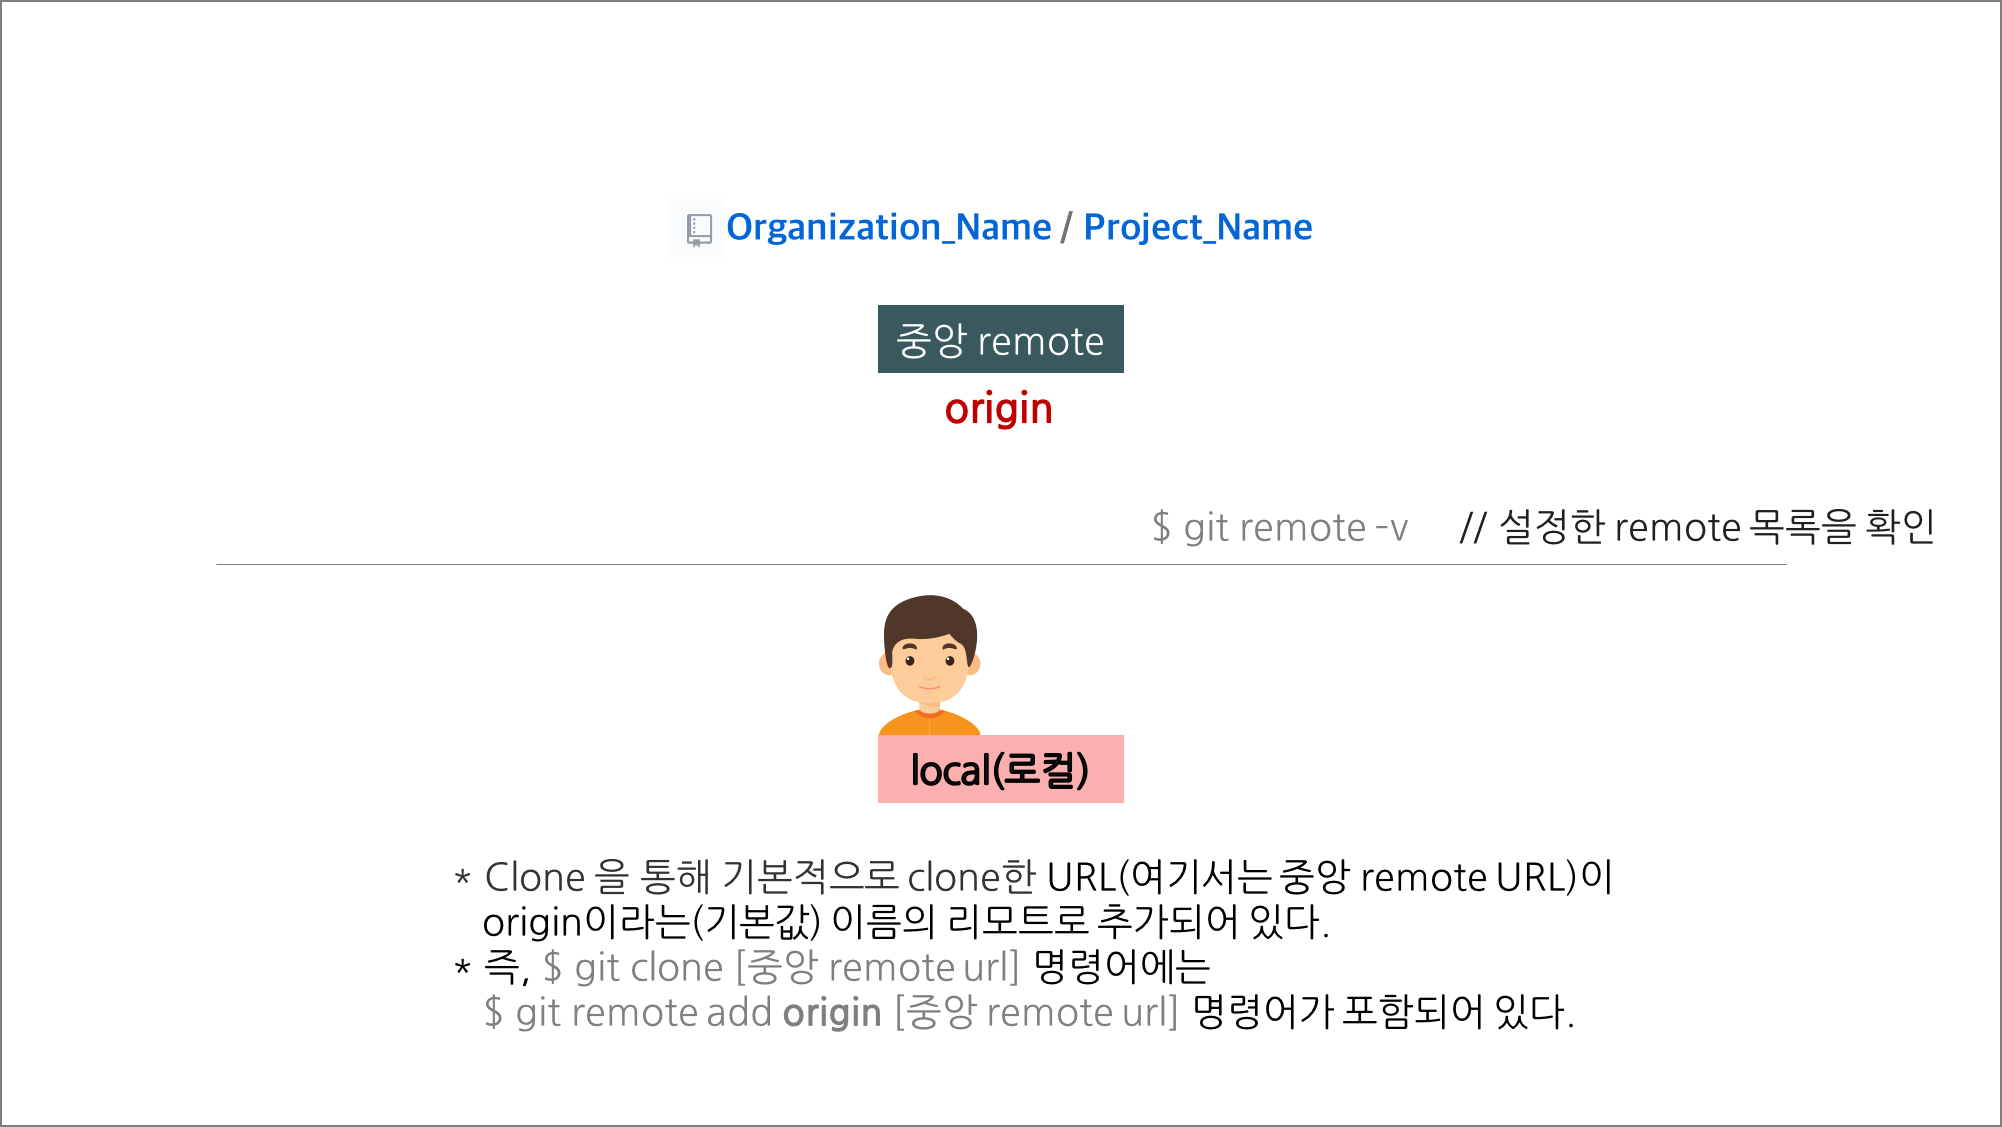 Organization_Name / Project_Name
중앙 remote
origin
$ git remote -v // 설정한 remote 목록을 확인
local(로컬)
* Clone 을 통해 기본적으로 clone한 URL(여기서는 중앙 remote URL)이
origin이라는(기본값) 이름의 리모트로 추가되어 있다.
* 즉, $ git clone [중앙 remote url] 명령어에는
$ git remote add origin [중앙 remote url] 명령어가 포함되어 있다.